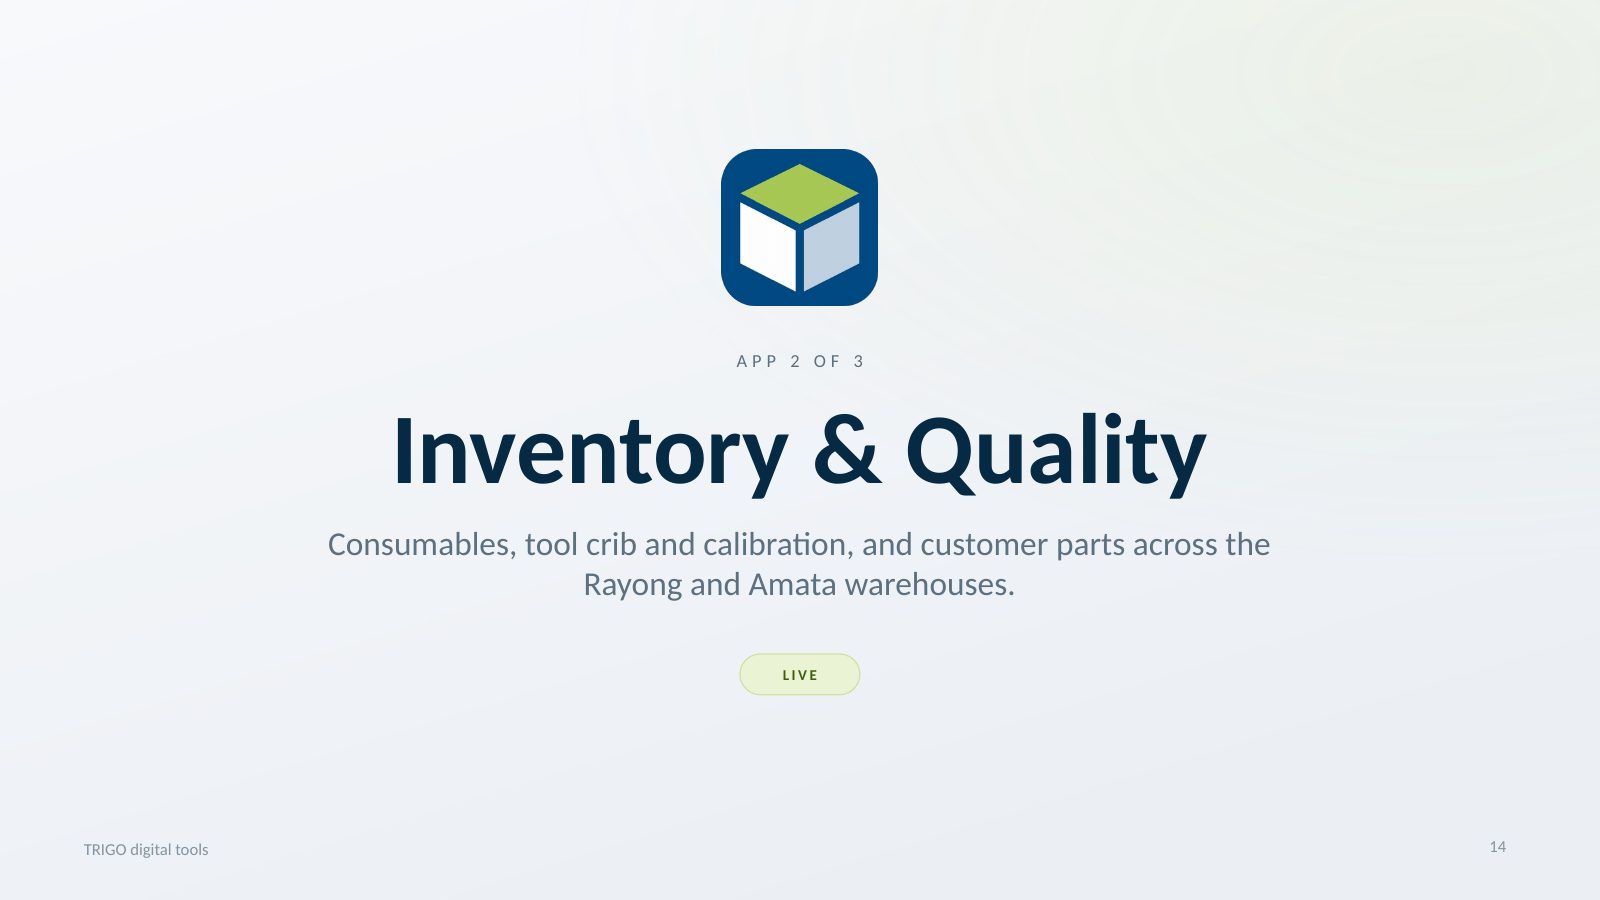 APP 2 OF 3
Inventory & Quality
Consumables, tool crib and calibration, and customer parts across the
Rayong and Amata warehouses.
LIVE
TRIGO digital tools
14